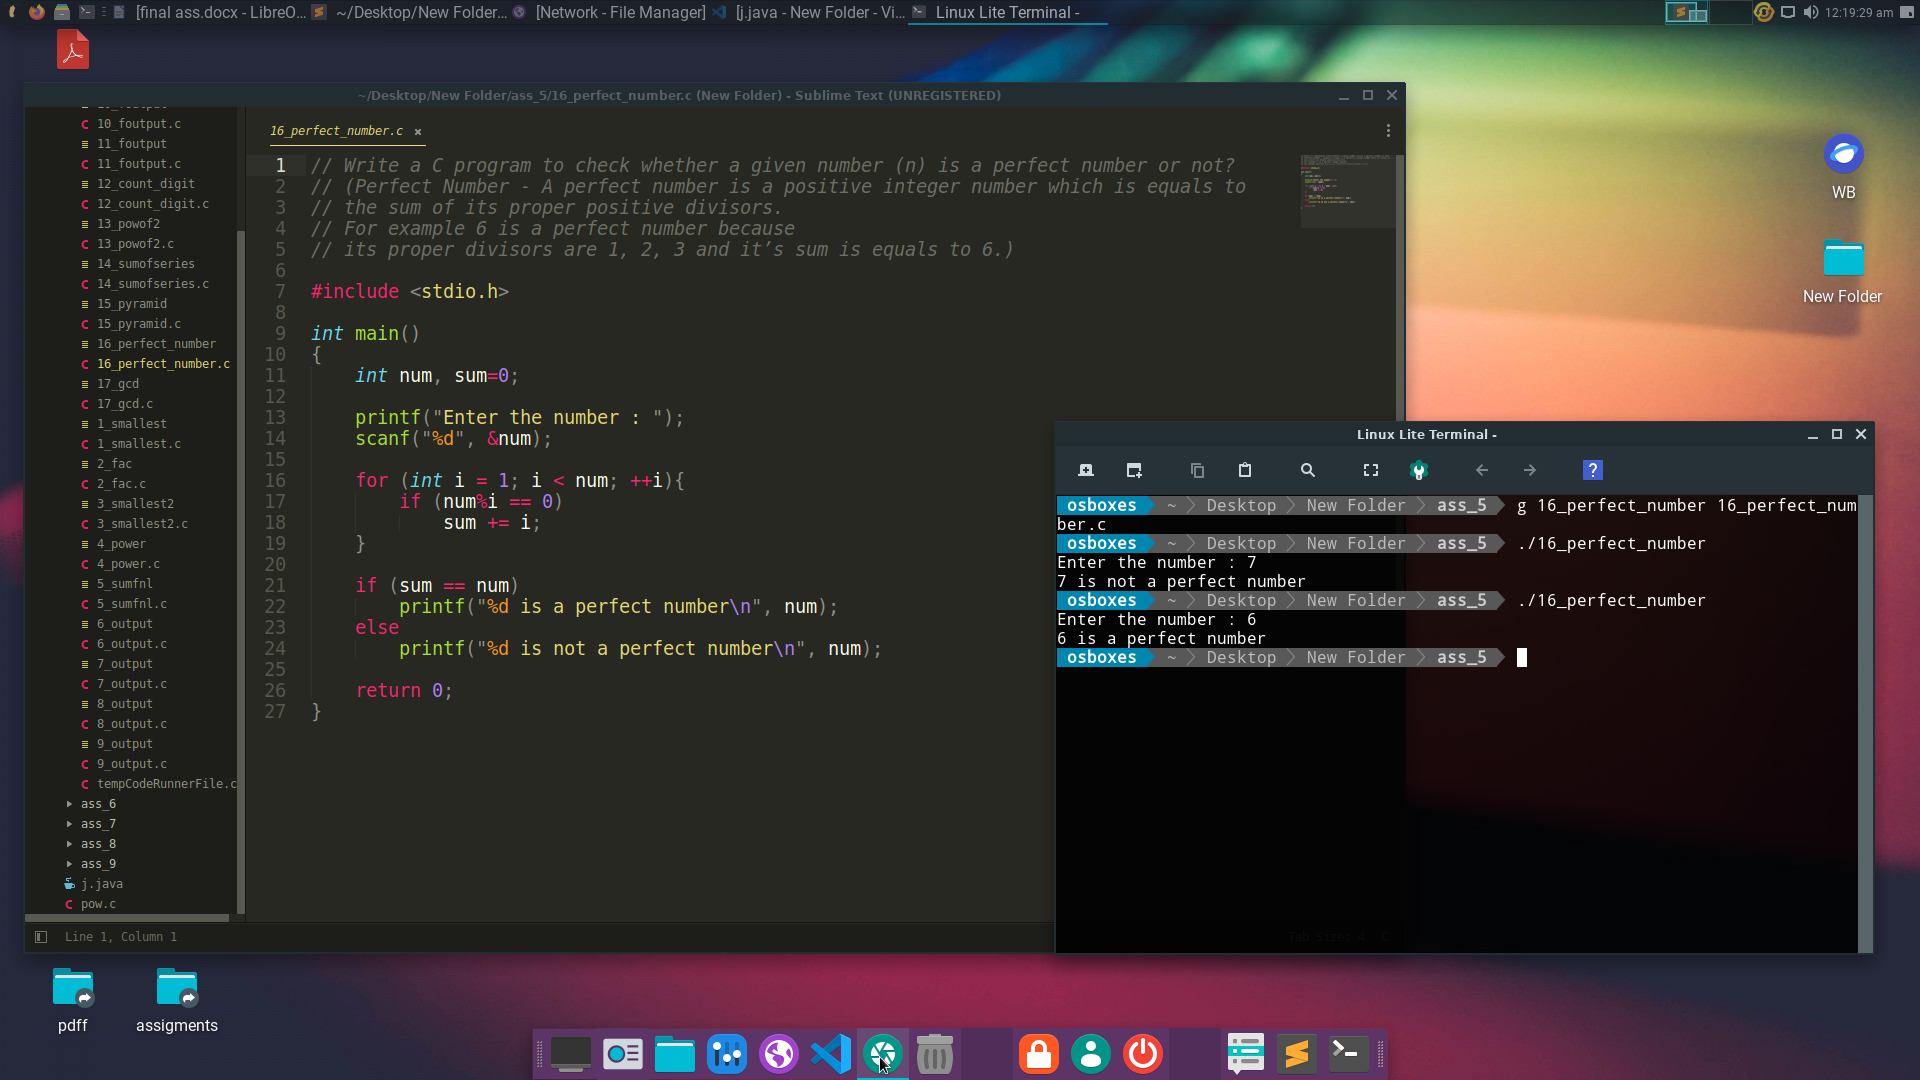 [final ass.docx - LibreO...
~/Desktop/New Folder...
[Network - File Manager]
[j.java - New Folder - Vi...
Linux Lite Terminal -
12:19:29 am
~/Desktop/New Folder/ass_5/16_perfect_number.c (New Folder) - Sublime Text (UNREGISTERED)
10_foutput.c
11_foutput
11_foutput.c
12_count_digit
12_count_digit.c
13_powof2
13_powof2.c
14_sumofseries
14_sumofseries.c
15_pyramid
15_pyramid.c
16_perfect_number
16_perfect_number.c
17_gcd
17_gcd.c
1_smallest
1_smallest.c
2_fac
2_fac.c
3_smallest2
3_smallest2.c
4_power
4_power.c
5_sumfnl
5_sumfnl.c
6_output
6_output.c
7_output
7_output.c
8_output
8_output.c
9_output
9_output.c
tempCodeRunnerFile.c
ass_6
ass_7
ass_8
ass_9
j.java
pow.c
16_perfect_number.c
1 // Write a C program to check whether a given number (n) is a perfect number or not?
2 // (Perfect Number - A perfect number is a positive integer number which is equals to
3 // the sum of its proper positive divisors.
4 // For example 6 is a perfect number because
5 // its proper divisors are 1, 2, 3 and it’s sum is equals to 6.)
6
7 #include <stdio.h>
8
9 int main()
10 {
11 int num, sum=0;
12
13 printf("Enter the number : ");
14 scanf("%d", &num);
15
16 for (int i = 1; i < num; ++i){
17 if (num%i == 0)
18 sum += i;
19 }
20
21 if (sum == num)
22 printf("%d is a perfect number\n", num);
23 else
24 printf("%d is not a perfect number\n", num);
25
26 return 0;
27 }
Line 1, Column 1
Tab Size: 4 C
Linux Lite Terminal -
osboxes ~ Desktop New Folder ass_5 g 16_perfect_number 16_perfect_num
ber.c
osboxes ~ Desktop New Folder ass_5 ./16_perfect_number
Enter the number : 7
7 is not a perfect number
osboxes ~ Desktop New Folder ass_5 ./16_perfect_number
Enter the number : 6
6 is a perfect number
osboxes ~ Desktop New Folder ass_5
WB
New Folder
pdff
assigments